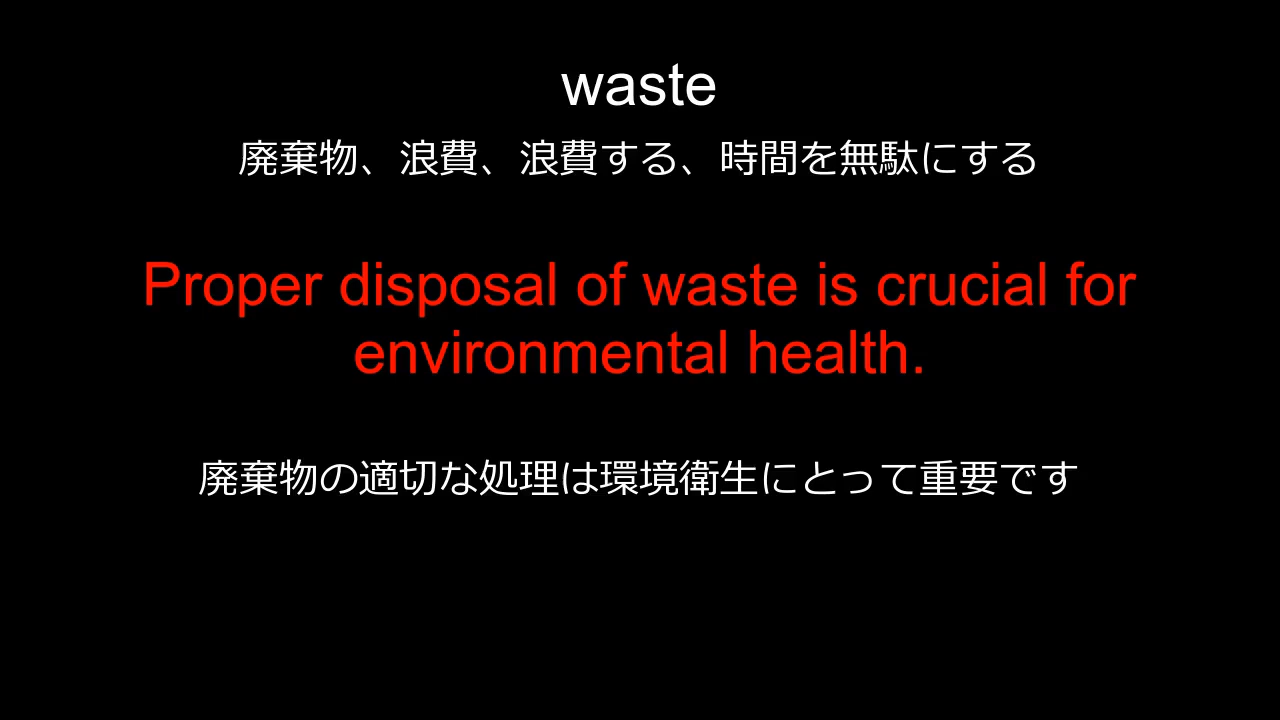 waste
廃棄物、浪費、浪費する、時間を無駄にする
Proper disposal of waste is crucial for
environmental health.
廃棄物の適切な処理は環境衛生にとって重要です